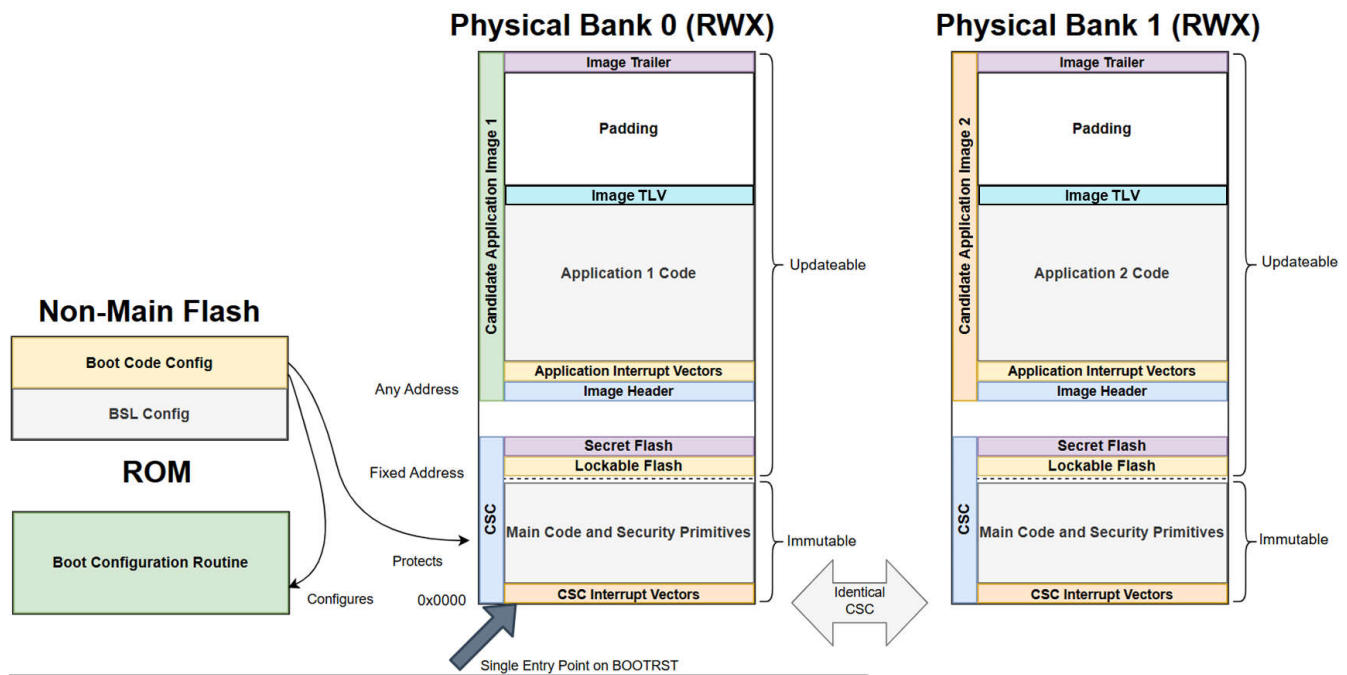 Physical Bank 0 (RWX)
Physical Bank 1 (RWX)
Candidate Application Image 1
Image Trailer
Padding
Image TLV
Application 1 Code
Application Interrupt Vectors
Image Header
Updateable
Candidate Application Image 2
Image Trailer
Padding
Image TLV
Application 2 Code
Application Interrupt Vectors
Image Header
Updateable
Non-Main Flash
Boot Code Config
BSL Config
ROM
Boot Configuration Routine
Any Address
Fixed Address
Protects
Configures
0x0000
CSC
Secret Flash
Lockable Flash
Main Code and Security Primitives
CSC Interrupt Vectors
Immutable
Identical
CSC
CSC
Secret Flash
Lockable Flash
Main Code and Security Primitives
CSC Interrupt Vectors
Immutable
Single Entry Point on BOOTRST